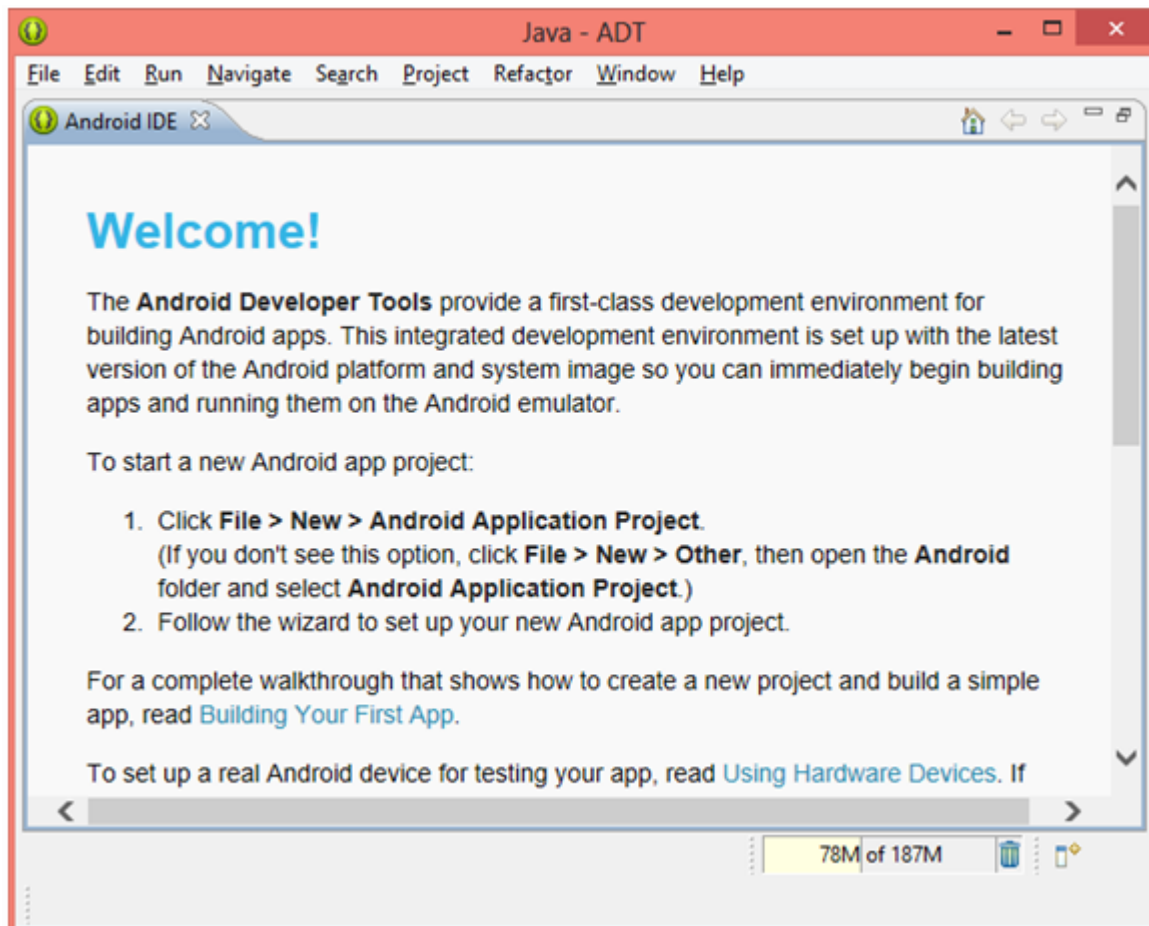 Java - ADT
File Edit Run Navigate Search Project Refactor Window Help
Android IDE
Welcome!
The Android Developer Tools provide a first-class development environment for
building Android apps. This integrated development environment is set up with the latest
version of the Android platform and system image so you can immediately begin building
apps and running them on the Android emulator.
To start a new Android app project:
1. Click File > New > Android Application Project.
(If you don't see this option, click File > New > Other, then open the Android
folder and select Android Application Project.)
2. Follow the wizard to set up your new Android app project.
For a complete walkthrough that shows how to create a new project and build a simple
app, read Building Your First App.
To set up a real Android device for testing your app, read Using Hardware Devices. If
78M of 187M